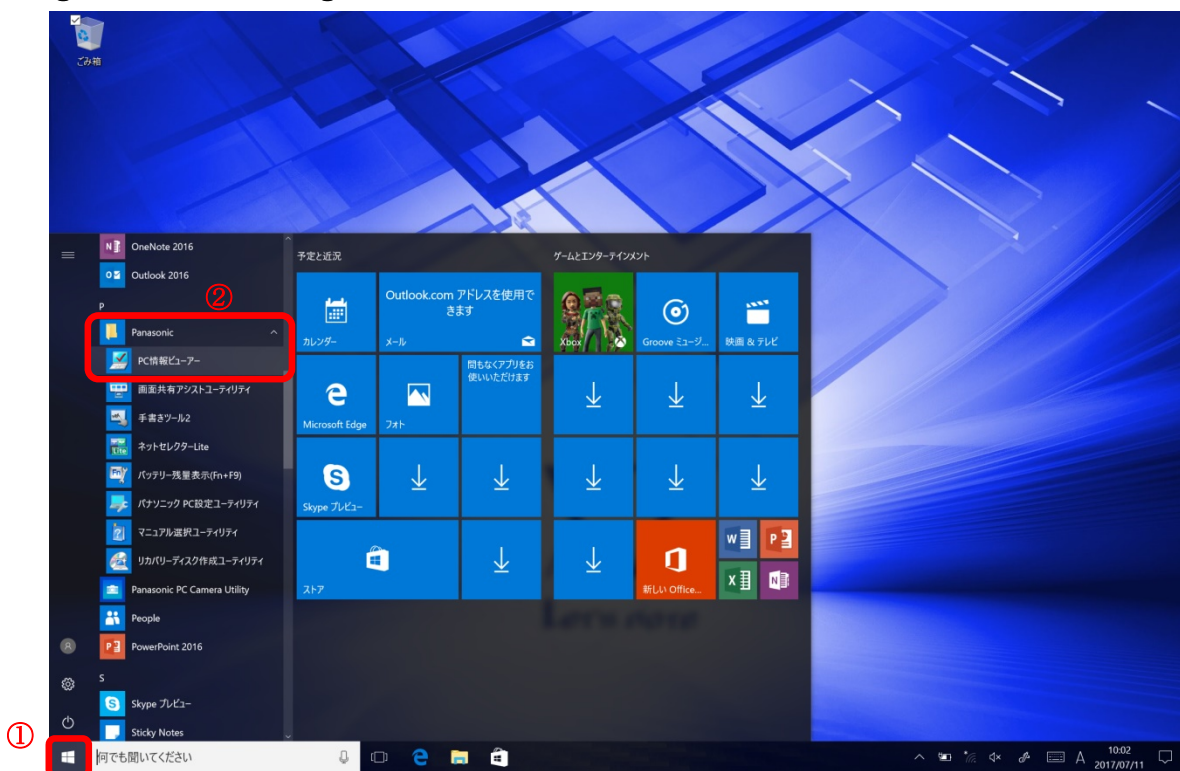 ごみ箱
OneNote 2016
Outlook 2016
②
P
Panasonic
PC情報ビューアー
画面共有アシストユーティリティ
手書きツール2
ネットセレクターLite
バッテリー残量表示(Fn+F9)
パナソニック PC設定ユーティリティ
マニュアル選択ユーティリティ
リカバリーディスク作成ユーティリティ
Panasonic PC Camera Utility
People
PowerPoint 2016
S
Skype プレビュー
Sticky Notes
予定と近況
カレンダー
Outlook.com アドレスを使用で
きます
メール
Microsoft Edge
フォト
間もなくアプリをお
使いいただけます
Skype プレビュー
ストア
ゲームとエンターテインメント
Xbox
Groove ミュージ...
映画 & テレビ
新しい Office...
①
何でも聞いてください
A
10:02
2017/07/11